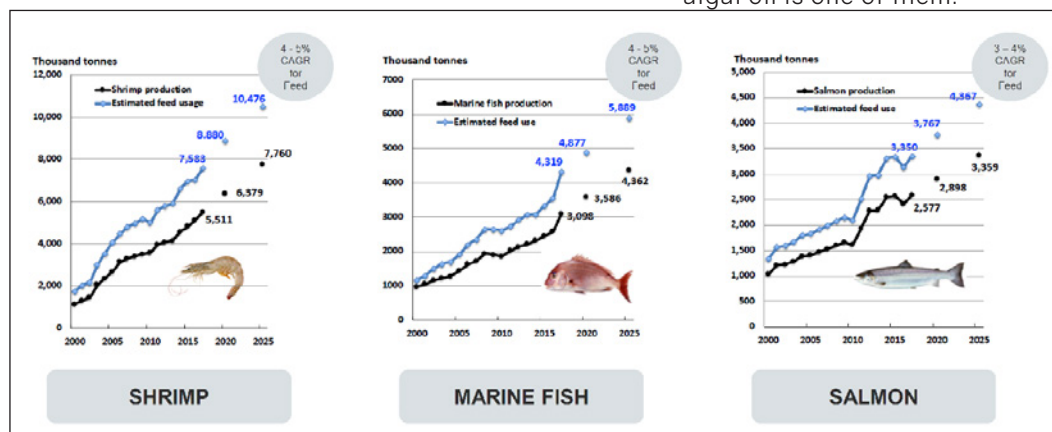 algal oil is one of them.
4 - 5%
CAGR
for
Feed
Thousand tonnes
12,000
10,000
8,000
6,000
4,000
2,000
0
2000 2005 2010 2015 2020 2025
Shrimp production
Estimated feed usage
10,476
8.880
7,583
7,760
6,379
5,511
SHRIMP
4 - 5%
CAGR
for
Feed
Thousand tonnes
7000
6000
5000
4000
3000
2000
1000
0
2000 2005 2010 2015 2020 2025
Marine fish production
Estimated feed use
5,889
4,877
4,319
4,362
3,586
3,098
MARINE FISH
3 – 4%
CAGR
for
Feed
Thousand tonnes
5,000
4,500
4,000
3,500
3,000
2,500
2,000
1,500
1,000
500
0
2000 2005 2010 2015 2020 2025
Salmon production
Estimated feed use
4,367
3,767
3,350
3,359
2,898
2,577
SALMON